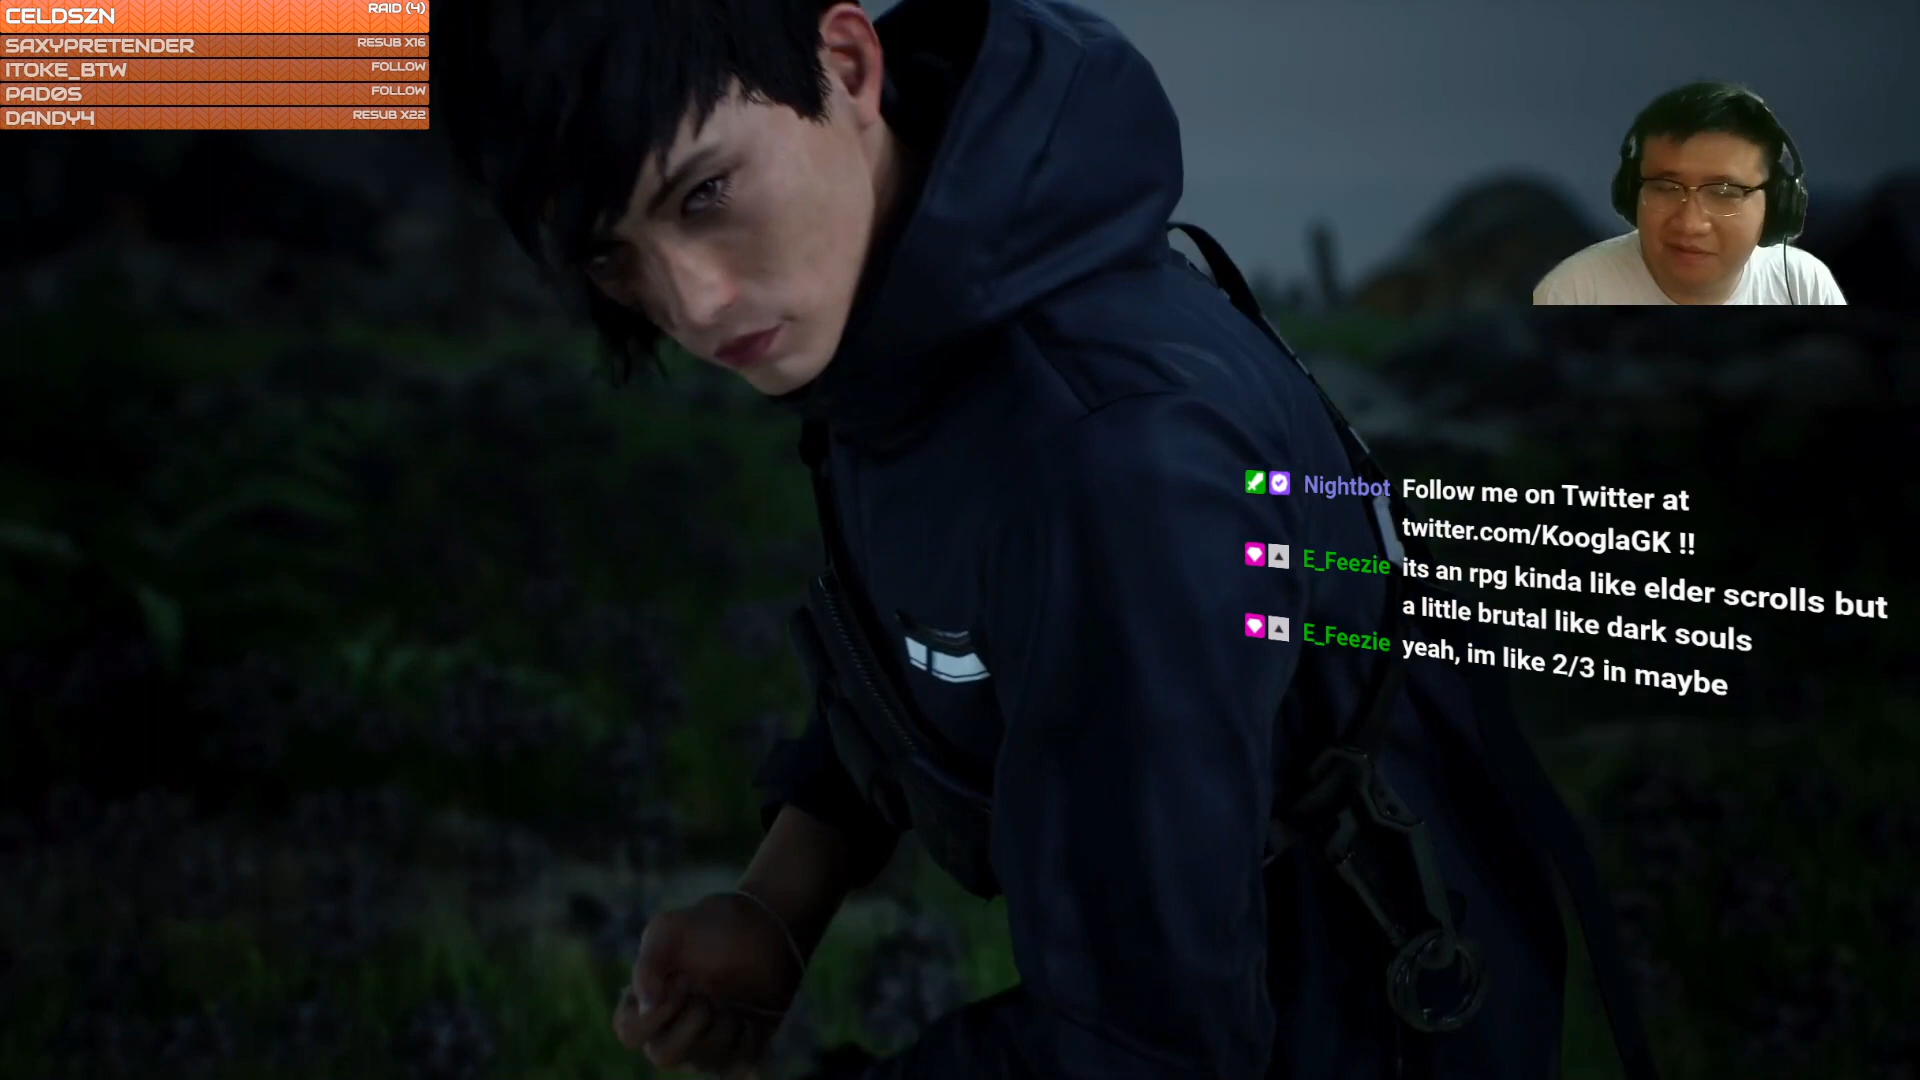 CELDSZN RAID (4)
SAXYPRETENDER RESUB X16
ITOKE_BTW FOLLOW
PADØS FOLLOW
DANDY4 RESUB X22
Nightbot Follow me on Twitter at
twitter.com/KooglaGK !!
E_Feezie its an rpg kinda like elder scrolls but
a little brutal like dark souls
E_Feezie yeah, im like 2/3 in maybe